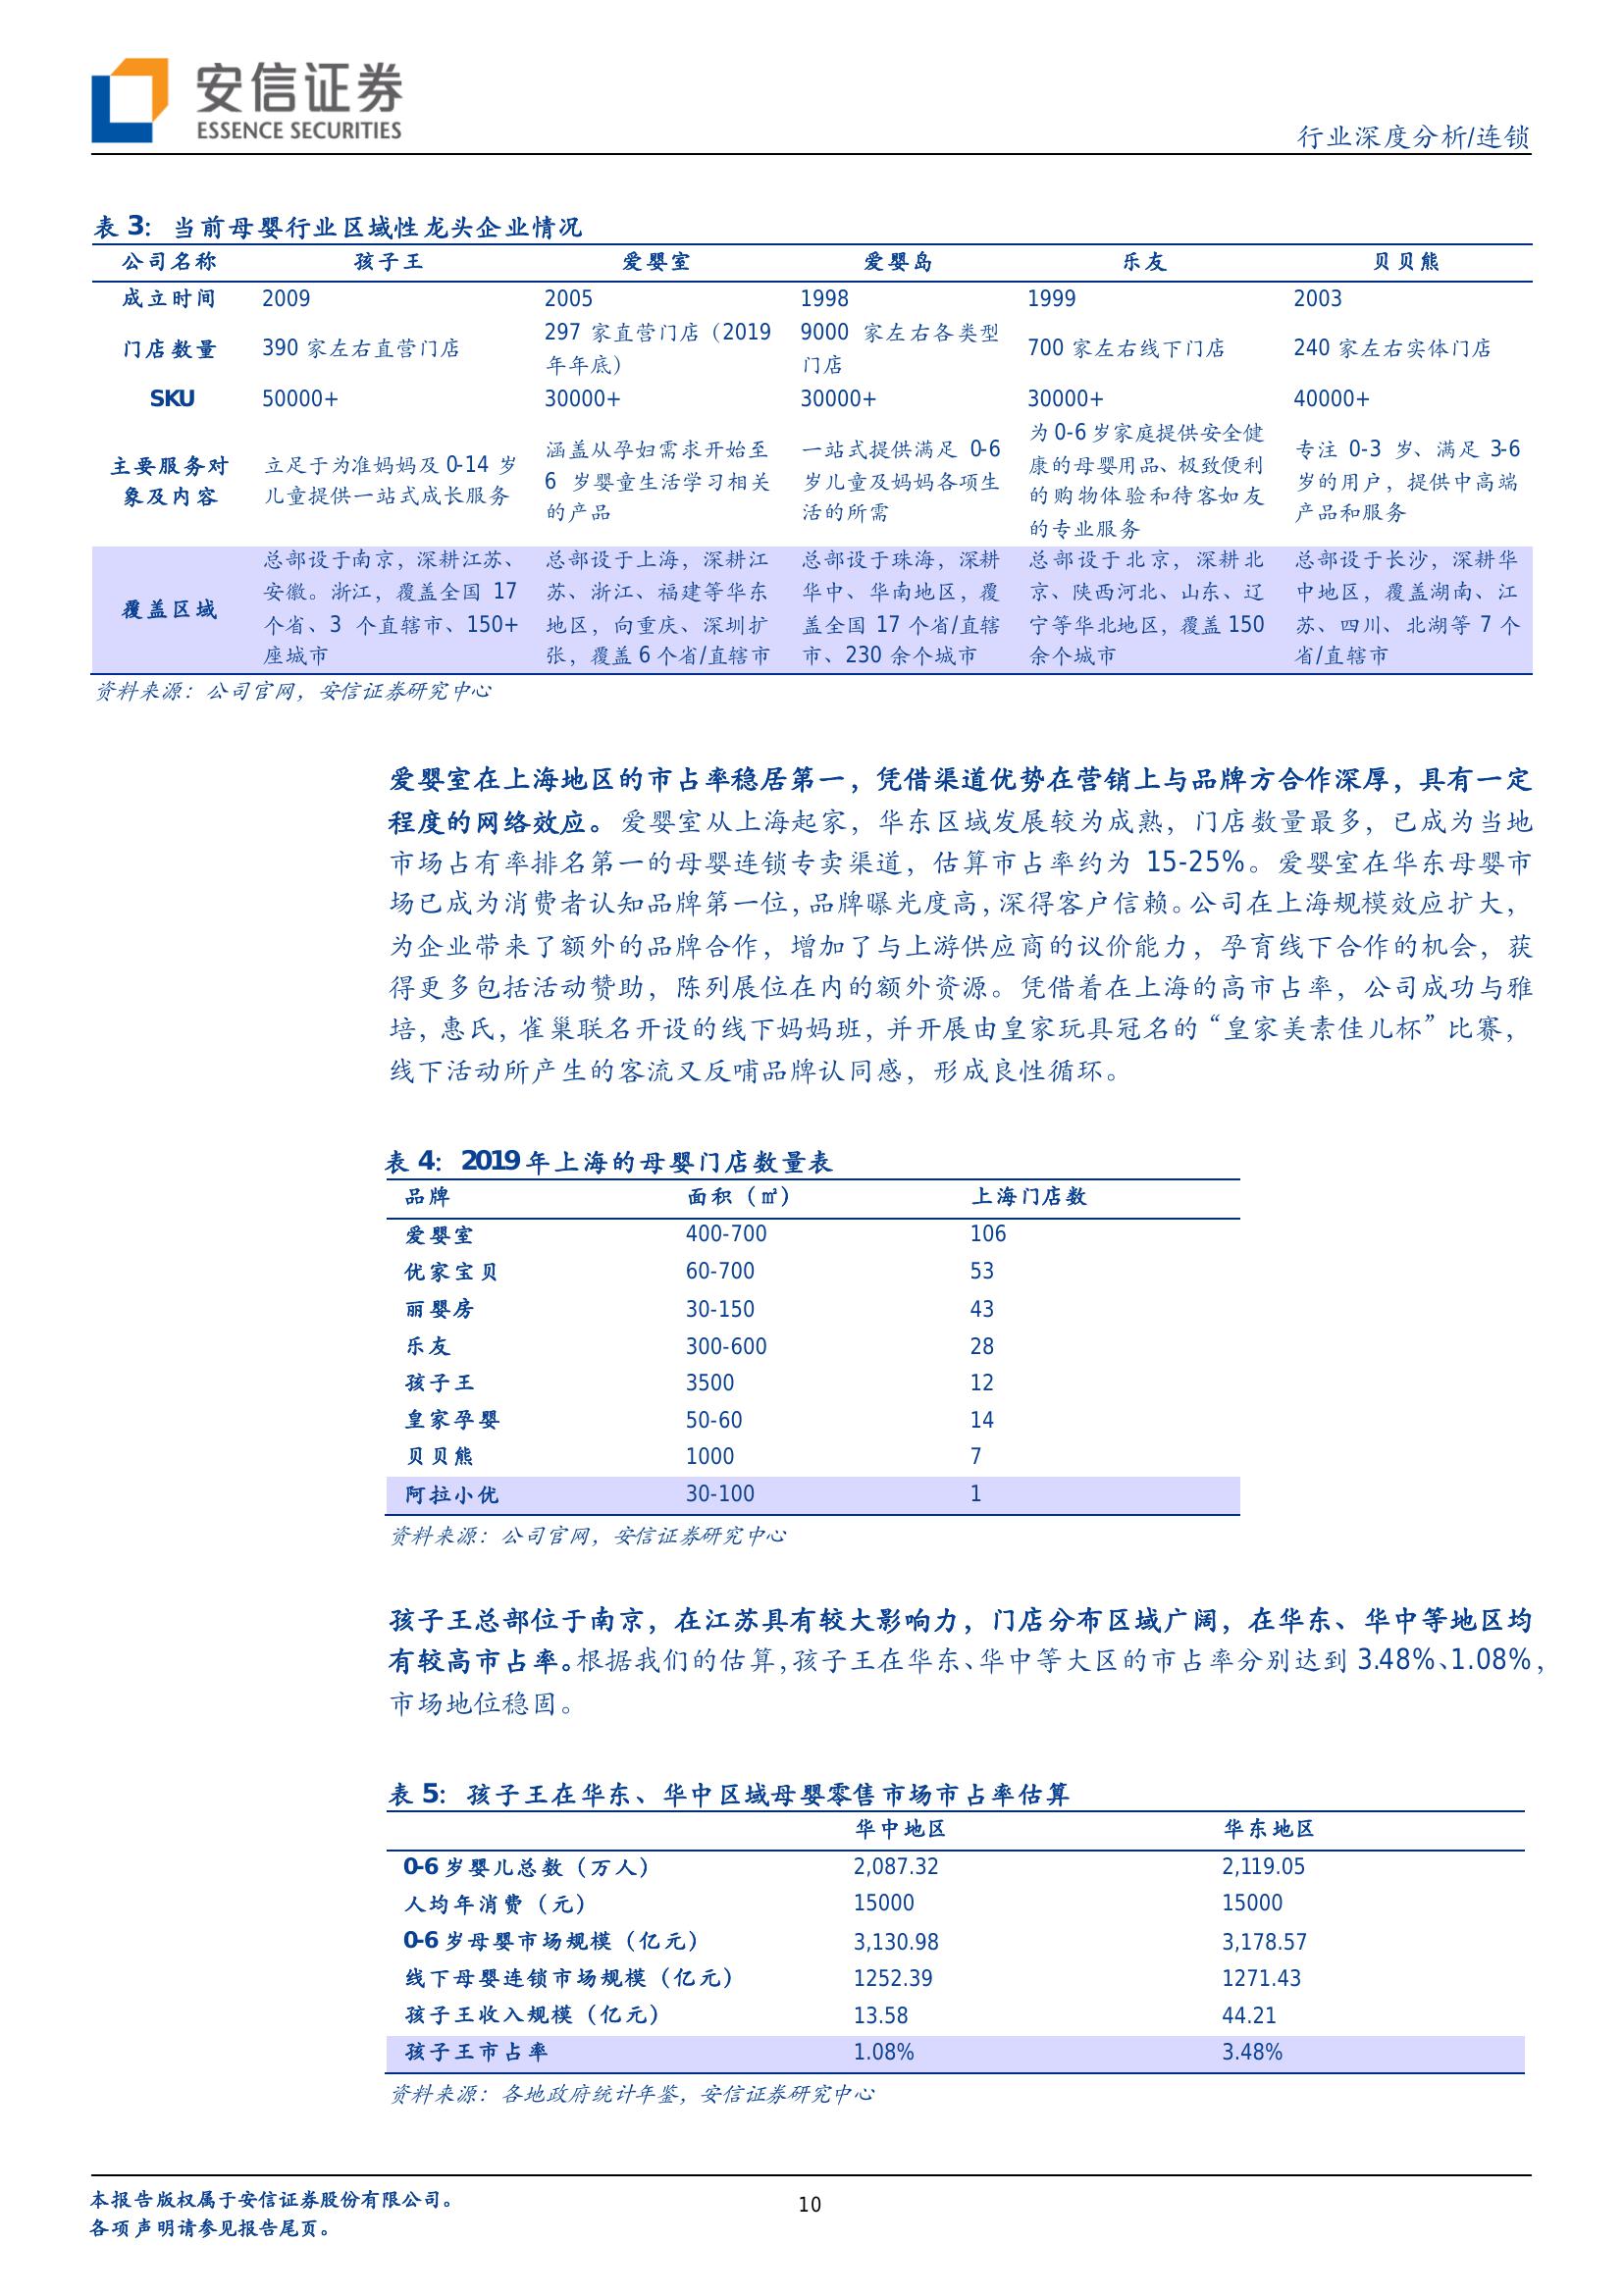 安信证券
ESSENCE SECURITIES
行业深度分析/连锁
表 3：当前母婴行业区域性龙头企业情况
公司名称 孩子王 爱婴室 爱婴岛 乐友 贝贝熊
成立时间 2009 2005 1998 1999 2003
门店数量 390 家左右直营门店 297 家直营门店（2019 年年底） 9000 家左右各类型门店 700 家左右线下门店 240 家左右实体门店
SKU 50000+ 30000+ 30000+ 30000+ 40000+
主要服务对象及内容 立足于为准妈妈及 0-14 岁儿童提供一站式成长服务 涵盖从孕妇需求开始至 6 岁婴童生活学习相关的产品 一站式提供满足 0-6 岁儿童及妈妈各项生活的所需 为 0-6 岁家庭提供安全健康的母婴用品、极致便利的购物体验和待客如友的专业服务 专注 0-3 岁、满足 3-6 岁的用户，提供中高端产品和服务
覆盖区域 总部设于南京，深耕江苏、安徽。浙江，覆盖全国 17 个省、3 个直辖市、150+座城市 总部设于上海，深耕江苏、浙江、福建等华东地区，向重庆、深圳扩张，覆盖 6 个省/直辖市 总部设于珠海，深耕华中、华南地区，覆盖全国 17 个省/直辖市、230 余个城市 总部设于北京，深耕北京、陕西河北、山东、辽宁等华北地区，覆盖 150 余个城市 总部设于长沙，深耕华中地区，覆盖湖南、江苏、四川、北湖等 7 个省/直辖市
资料来源：公司官网，安信证券研究中心
爱婴室在上海地区的市占率稳居第一，凭借渠道优势在营销上与品牌方合作深厚，具有一定
程度的网络效应。爱婴室从上海起家，华东区域发展较为成熟，门店数量最多，已成为当地
市场占有率排名第一的母婴连锁专卖渠道，估算市占率约为 15-25%。爱婴室在华东母婴市
场已成为消费者认知品牌第一位，品牌曝光度高，深得客户信赖。公司在上海规模效应扩大，
为企业带来了额外的品牌合作，增加了与上游供应商的议价能力，孕育线下合作的机会，获
得更多包括活动赞助，陈列展位在内的额外资源。凭借着在上海的高市占率，公司成功与雅
培，惠氏，雀巢联名开设的线下妈妈班，并开展由皇家玩具冠名的“皇家美素佳儿杯”比赛，
线下活动所产生的客流又反哺品牌认同感，形成良性循环。
表 4：2019 年上海的母婴门店数量表
品牌 面积（㎡） 上海门店数
爱婴室 400-700 106
优家宝贝 60-700 53
丽婴房 30-150 43
乐友 300-600 28
孩子王 3500 12
皇家孕婴 50-60 14
贝贝熊 1000 7
阿拉小优 30-100 1
资料来源：公司官网，安信证券研究中心
孩子王总部位于南京，在江苏具有较大影响力，门店分布区域广阔，在华东、华中等地区均
有较高市占率。根据我们的估算，孩子王在华东、华中等大区的市占率分别达到 3.48%、1.08%，
市场地位稳固。
表 5：孩子王在华东、华中区域母婴零售市场市占率估算
华中地区 华东地区
0-6 岁婴儿总数（万人） 2,087.32 2,119.05
人均年消费（元） 15000 15000
0-6 岁母婴市场规模（亿元） 3,130.98 3,178.57
线下母婴连锁市场规模（亿元） 1252.39 1271.43
孩子王收入规模（亿元） 13.58 44.21
孩子王市占率 1.08% 3.48%
资料来源：各地政府统计年鉴，安信证券研究中心
本报告版权属于安信证券股份有限公司。
各项声明请参见报告尾页。
10